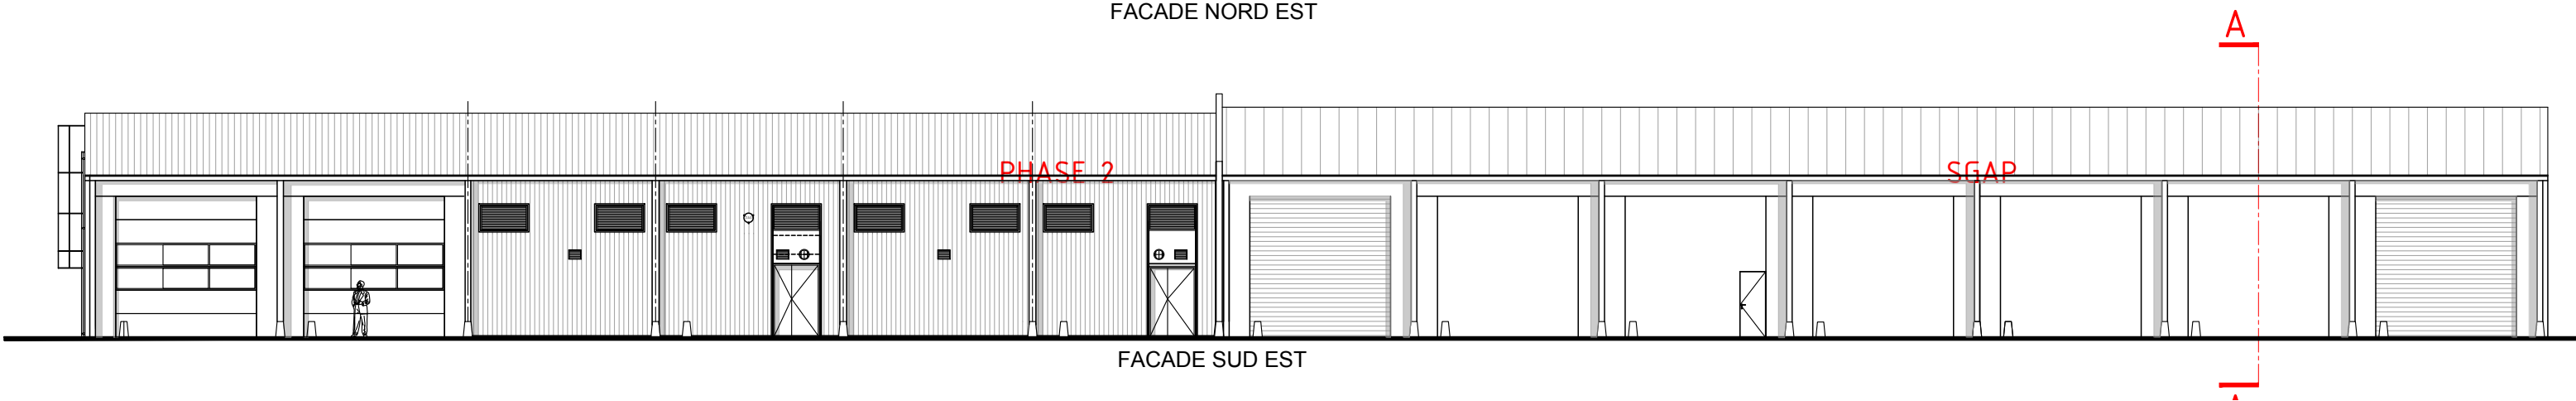 FACADE NORD EST
A
PHASE 2
SGAP
FACADE SUD EST
A